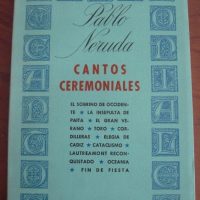 Pablo
Neruda
CANTOS
CEREMONIALES
EL SOBRINO DE OCCIDEN-
TE ★ LA INSEPULTA DE
PAITA ★ EL GRAN VE-
RANO ★ TORO ★ COR-
DILLERAS ★ ELEGIA DE
CADIZ ★ CATACLISMO ★
LAUTREAMONT RECON-
QUISTADO ★ OCEANIA
★ FIN DE FIESTA